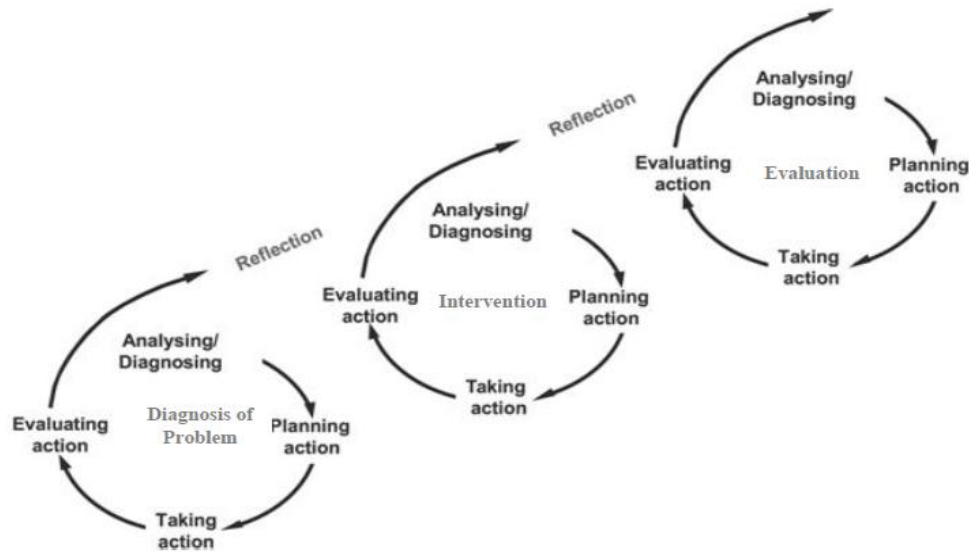 Analysing/
Diagnosing
Evaluating
action
Evaluation
Planning
action
Taking
action
Reflection
Analysing/
Diagnosing
Evaluating
action
Intervention
Planning
action
Taking
action
Reflection
Analysing/
Diagnosing
Evaluating
action
Diagnosis of
Problem
Planning
action
Taking
action